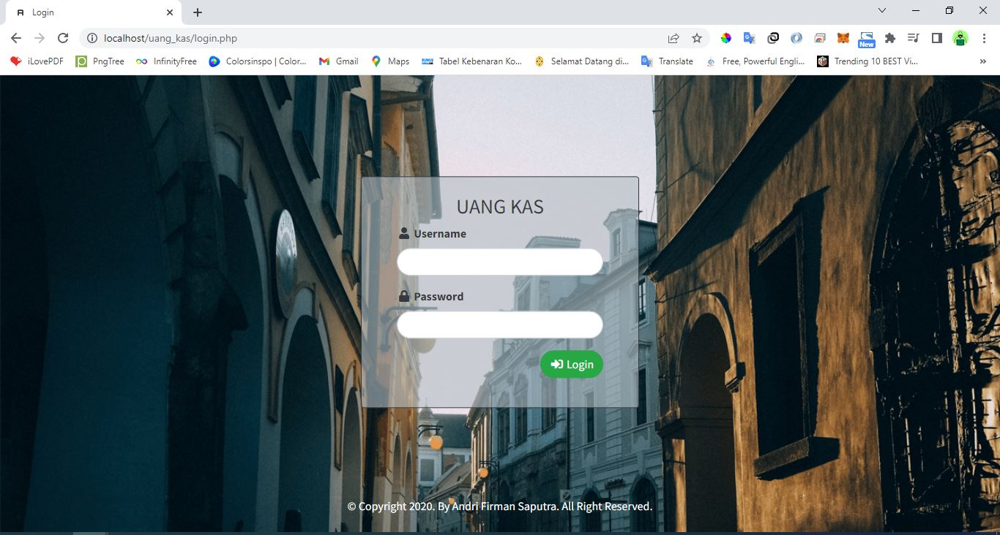 Login
localhost/uang_kas/login.php
New
iLovePDF PngTree InfinityFree Colorsinspo | Color... Gmail Maps Tabel Kebenaran Ko... Selamat Datang di... Translate Free, Powerful Engli... Trending 10 BEST Vi...
UANG KAS
Username
Password
Login
© Copyright 2020. By Andri Firman Saputra. All Right Reserved.